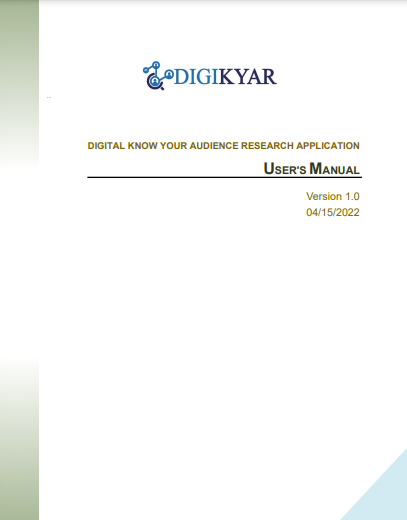 DIGIKYAR
DIGITAL KNOW YOUR AUDIENCE RESEARCH APPLICATION
USER'S MANUAL
Version 1.0
04/15/2022